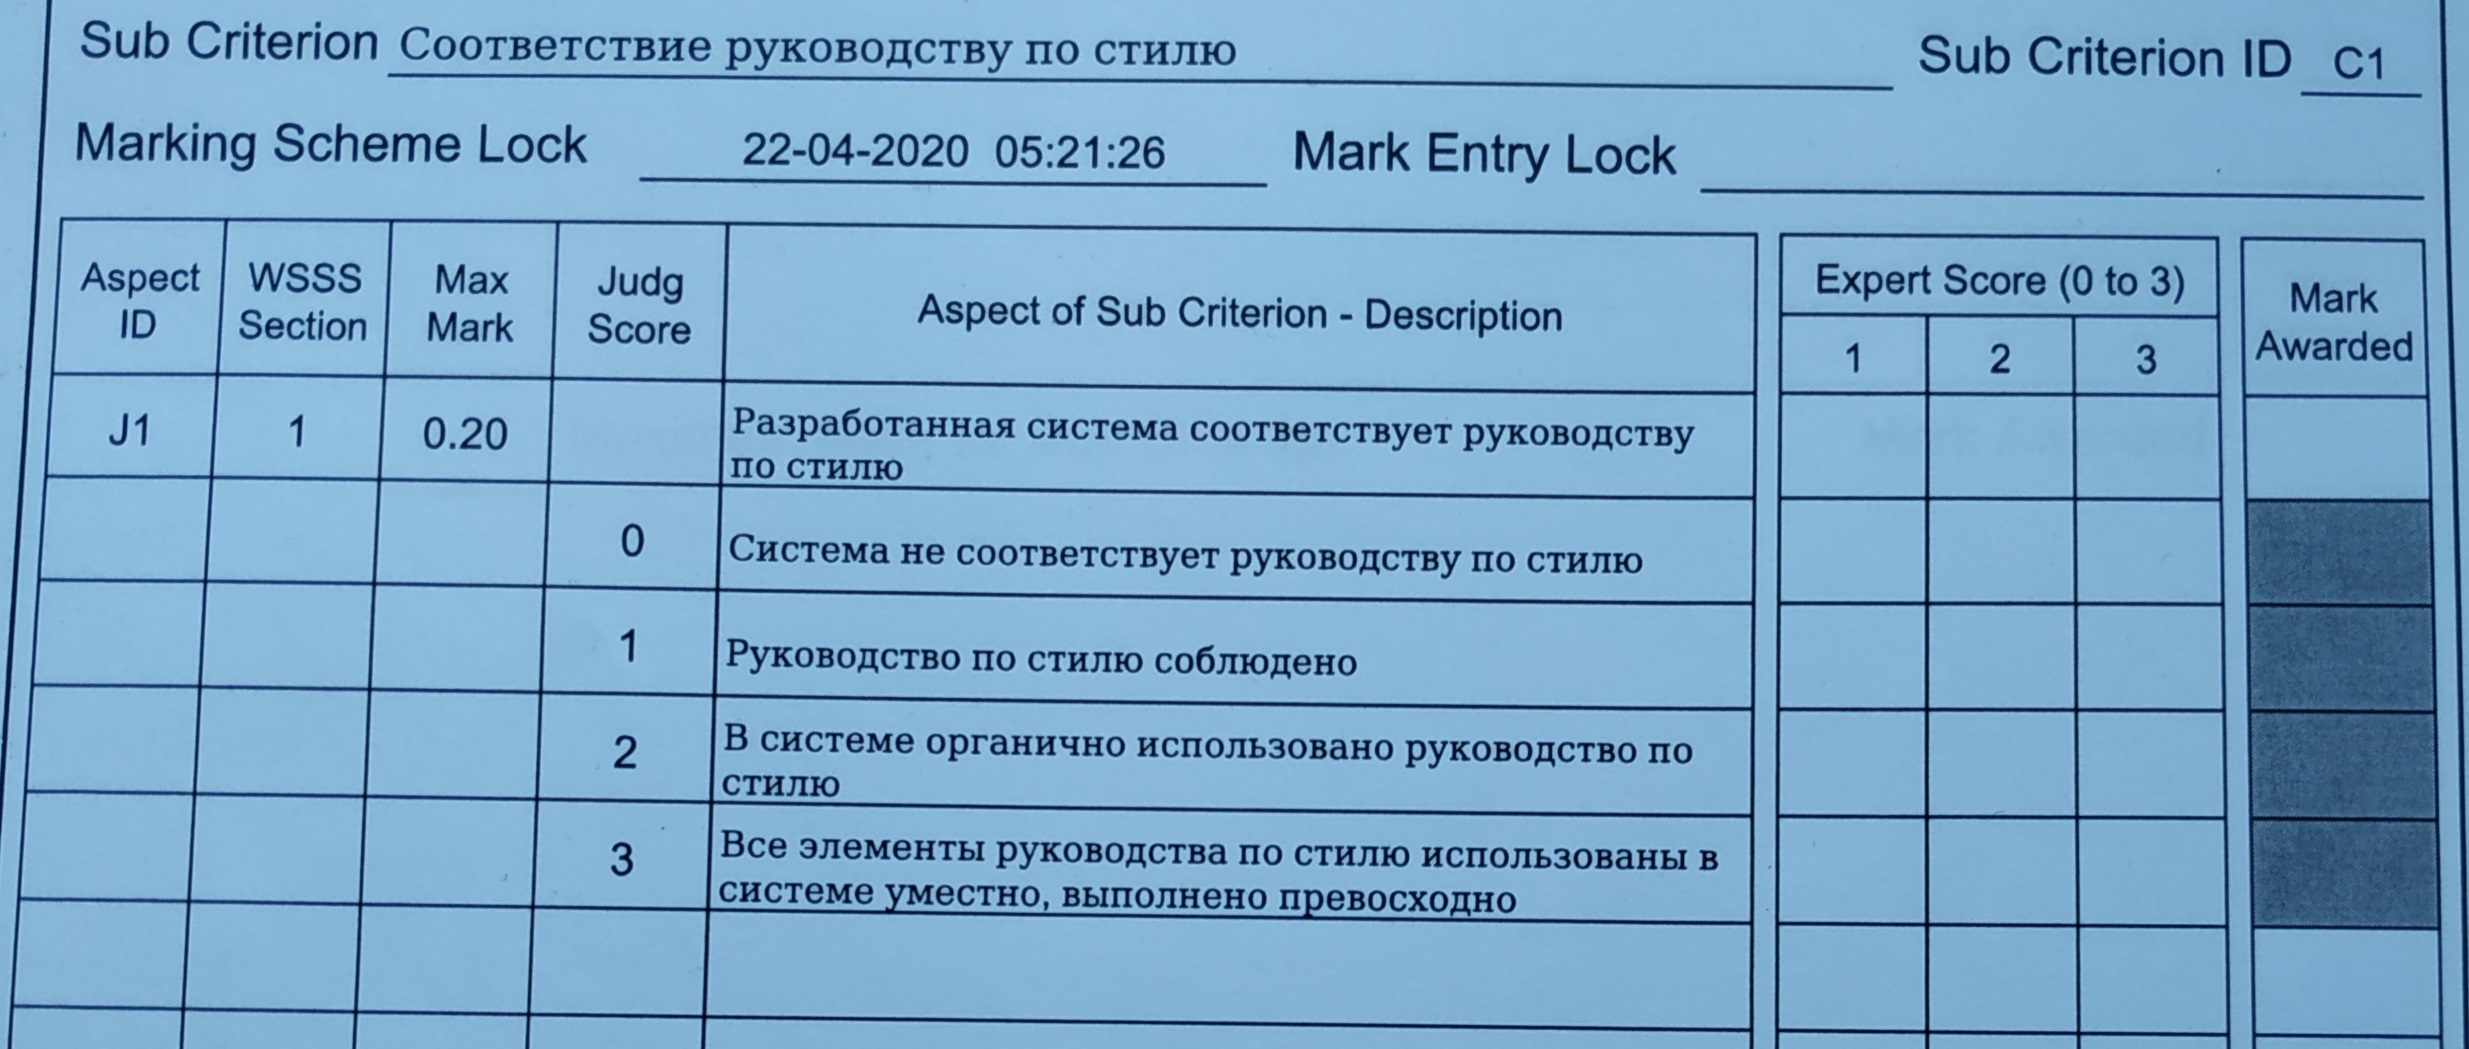 Sub Criterion Соответствие руководству по стилю Sub Criterion ID C1
Marking Scheme Lock 22-04-2020 05:21:26 Mark Entry Lock
Aspect ID WSSS Section Max Mark Judg Score Aspect of Sub Criterion - Description Expert Score (0 to 3) Mark Awarded
1 2 3
J1 1 0.20 Разработанная система соответствует руководству
по стилю
0 Система не соответствует руководству по стилю
1 Руководство по стилю соблюдено
2 В системе органично использовано руководство по
стилю
3 Все элементы руководства по стилю использованы в
системе уместно, выполнено превосходно